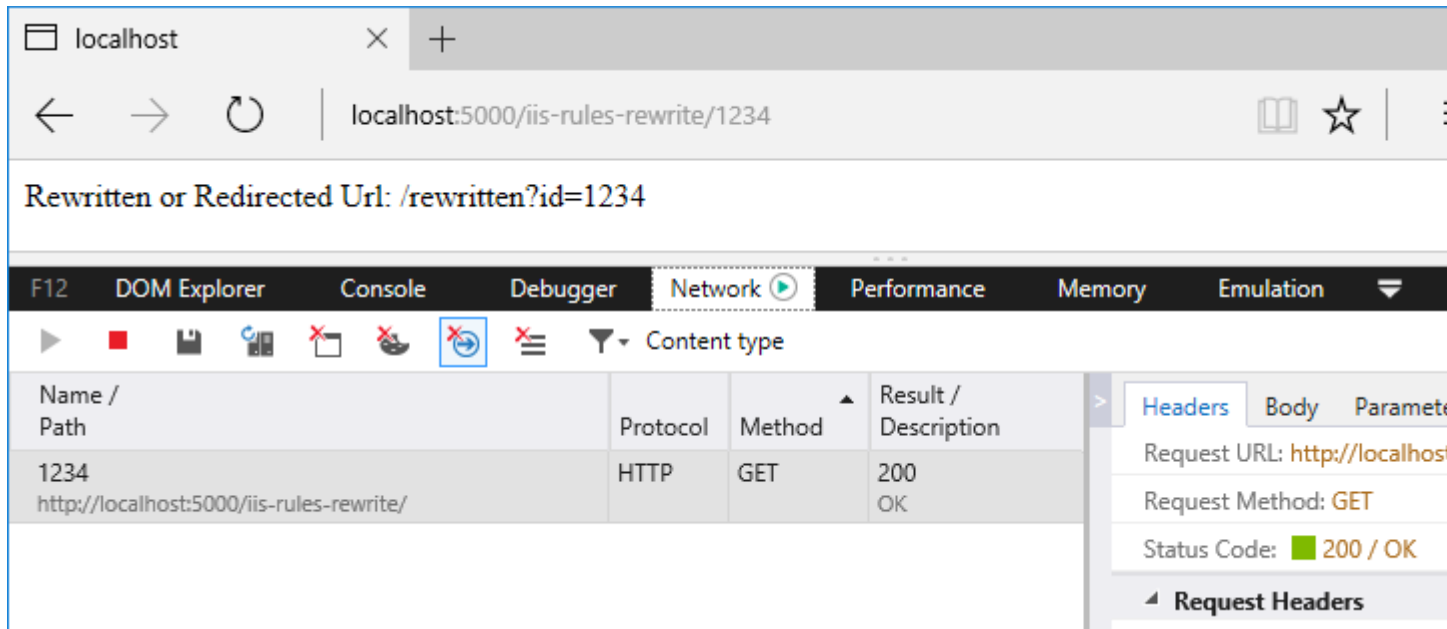 localhost
localhost:5000/iis-rules-rewrite/1234
Rewritten or Redirected Url: /rewritten?id=1234
F12 DOM Explorer Console Debugger Network Performance Memory Emulation
Content type
Name /
Path Protocol Method Result /
Description
1234 HTTP GET 200
http://localhost:5000/iis-rules-rewrite/ OK
Headers Body Paramete
Request URL: http://localhost
Request Method: GET
Status Code: 200 / OK
Request Headers